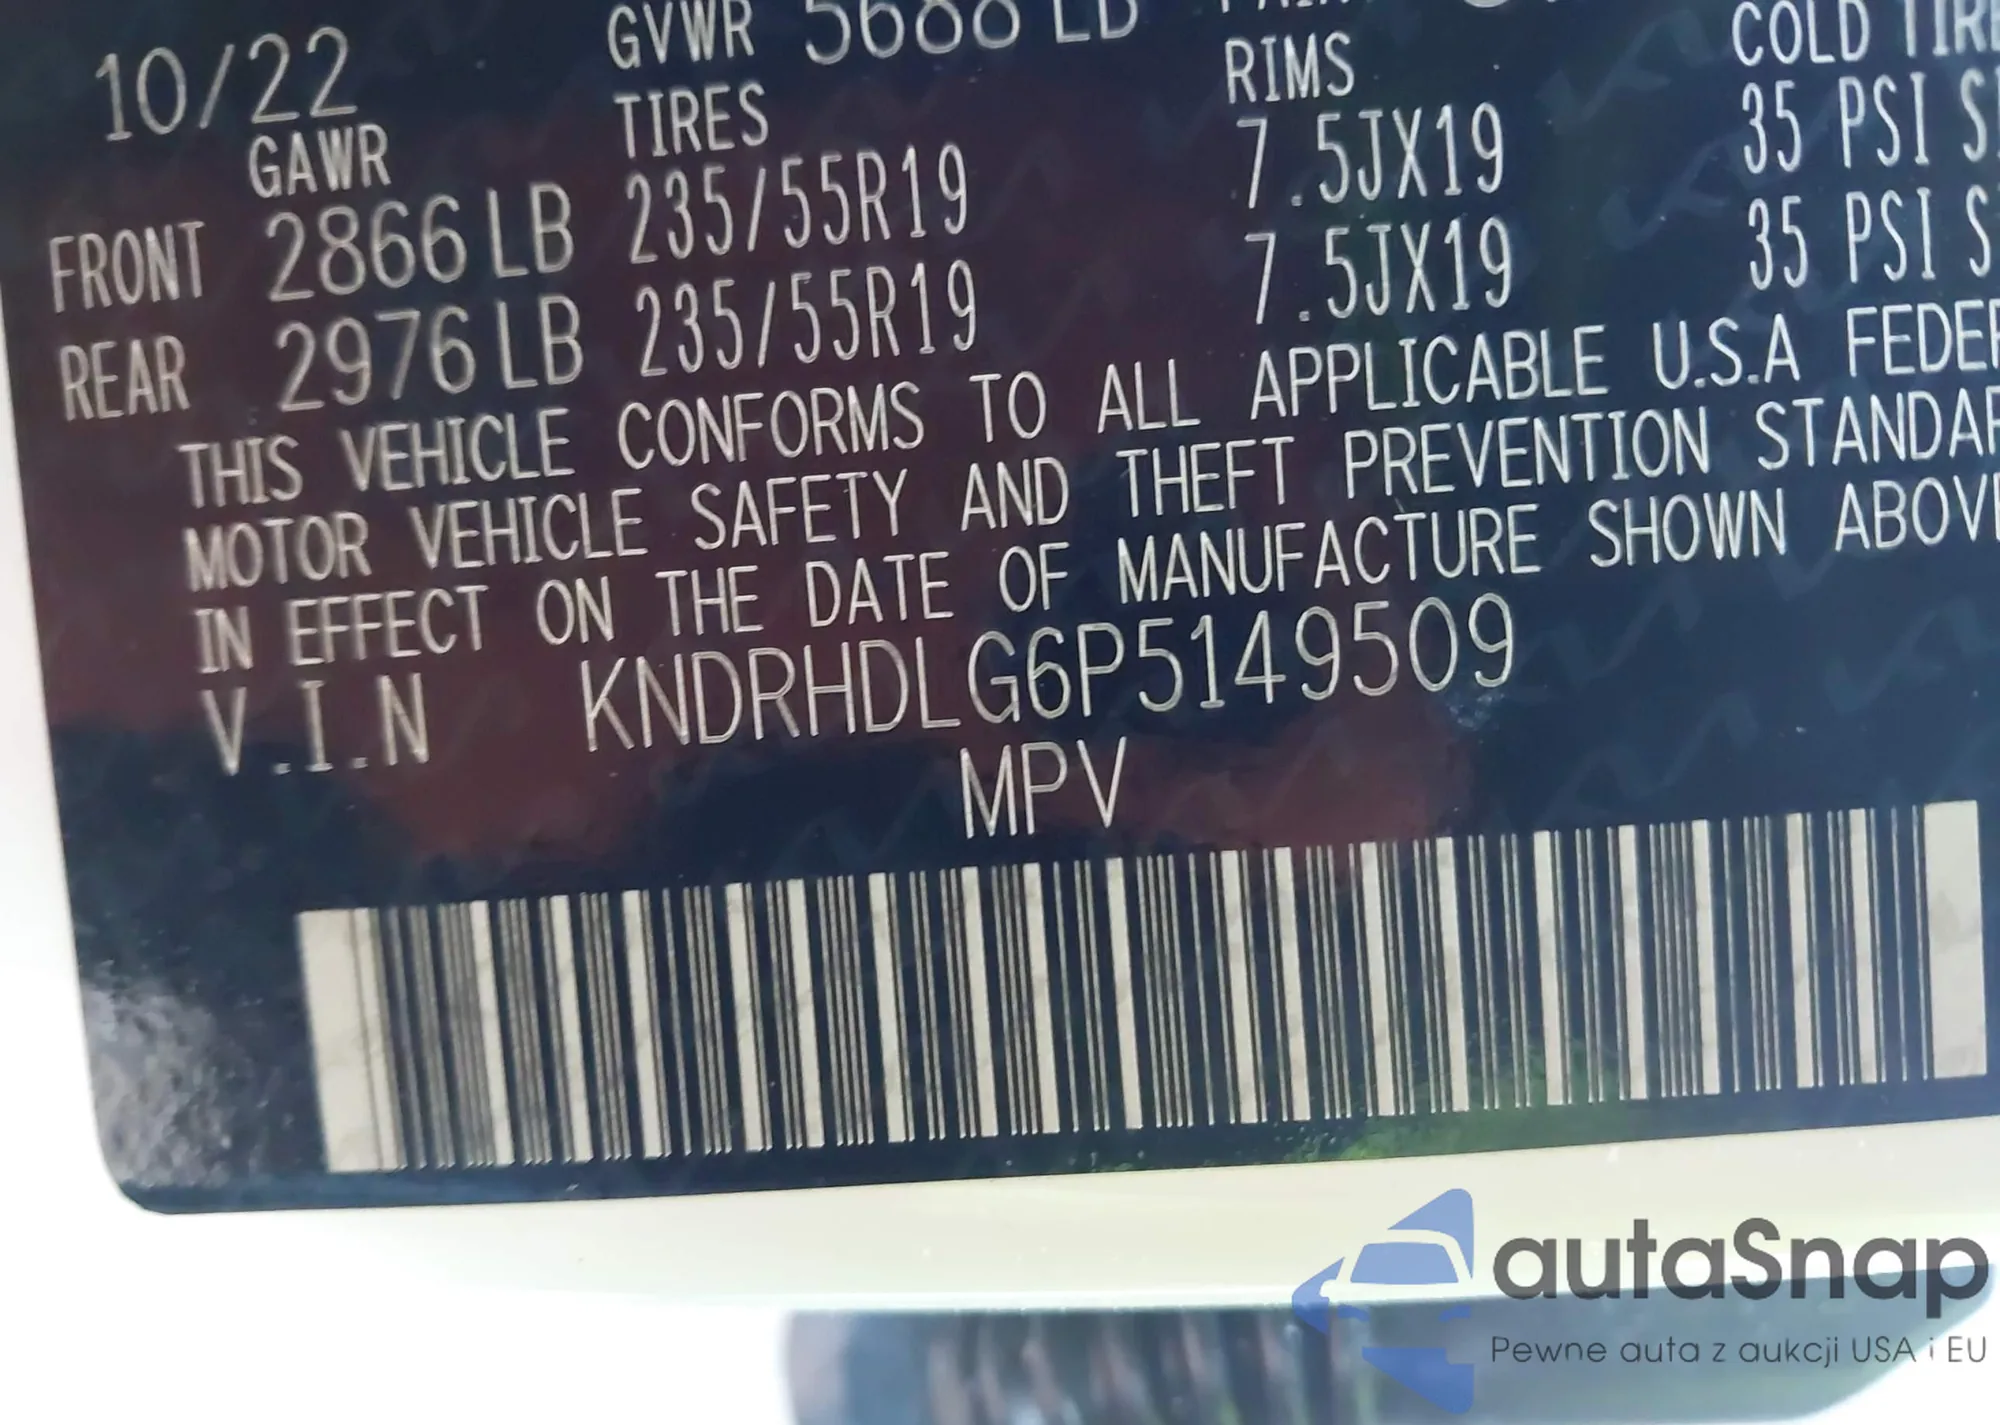 10/22 GVWR 5688 LB
GAWR TIRES RIMS COLD
FRONT 2866 LB 235/55R19 7.5JX19 35 PSI
REAR 2976 LB 235/55R19 7.5JX19 35 PSI
THIS VEHICLE CONFORMS TO ALL APPLICABLE U.S.A
MOTOR VEHICLE SAFETY AND THEFT PREVENTION
IN EFFECT ON THE DATE OF MANUFACTURE SHOWN
V.I.N KNDRHDLG6P5149509
MPV
autaSnap
Pewne auta z aukcji USA i EU